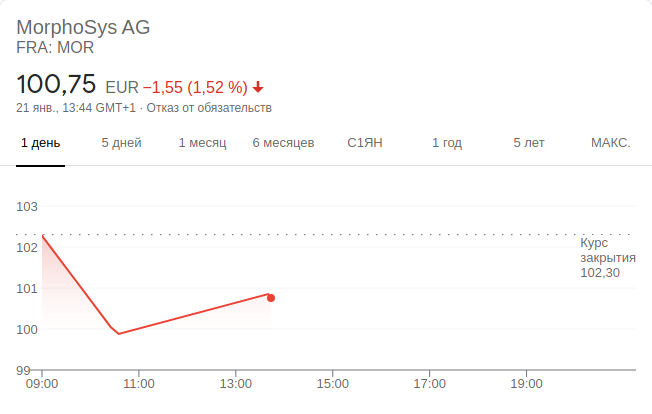 MorphoSys AG
FRA: MOR
100,75 EUR −1,55 (1,52 %)
21 янв., 13:44 GMT+1 · Отказ от обязательств
1 день 5 дней 1 месяц 6 месяцев С1ЯН 1 год 5 лет МАКС.
103
102
101
100
99
Курс
закрытия
102,30
09:00 11:00 13:00 15:00 17:00 19:00